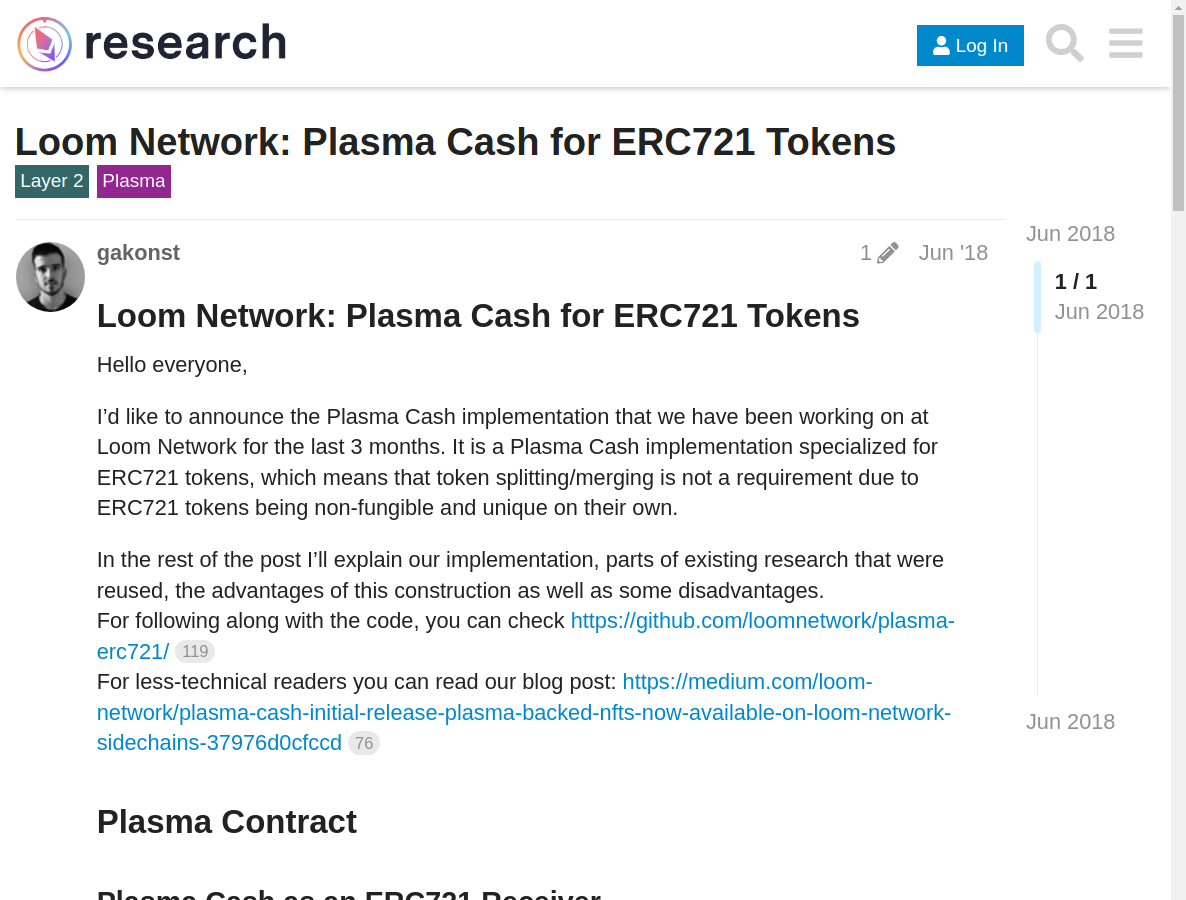 research
Log In
Loom Network: Plasma Cash for ERC721 Tokens
Layer 2 Plasma
gakonst 1 Jun '18
Jun 2018
1 / 1
Jun 2018
Loom Network: Plasma Cash for ERC721 Tokens
Hello everyone,
I’d like to announce the Plasma Cash implementation that we have been working on at
Loom Network for the last 3 months. It is a Plasma Cash implementation specialized for
ERC721 tokens, which means that token splitting/merging is not a requirement due to
ERC721 tokens being non-fungible and unique on their own.
In the rest of the post I’ll explain our implementation, parts of existing research that were
reused, the advantages of this construction as well as some disadvantages.
For following along with the code, you can check https://github.com/loomnetwork/plasma-
erc721/ 119
For less-technical readers you can read our blog post: https://medium.com/loom-
network/plasma-cash-initial-release-plasma-backed-nfts-now-available-on-loom-network-
sidechains-37976d0cfccd 76
Jun 2018
Plasma Contract
Plasma Cash as an ERC721 Receiver